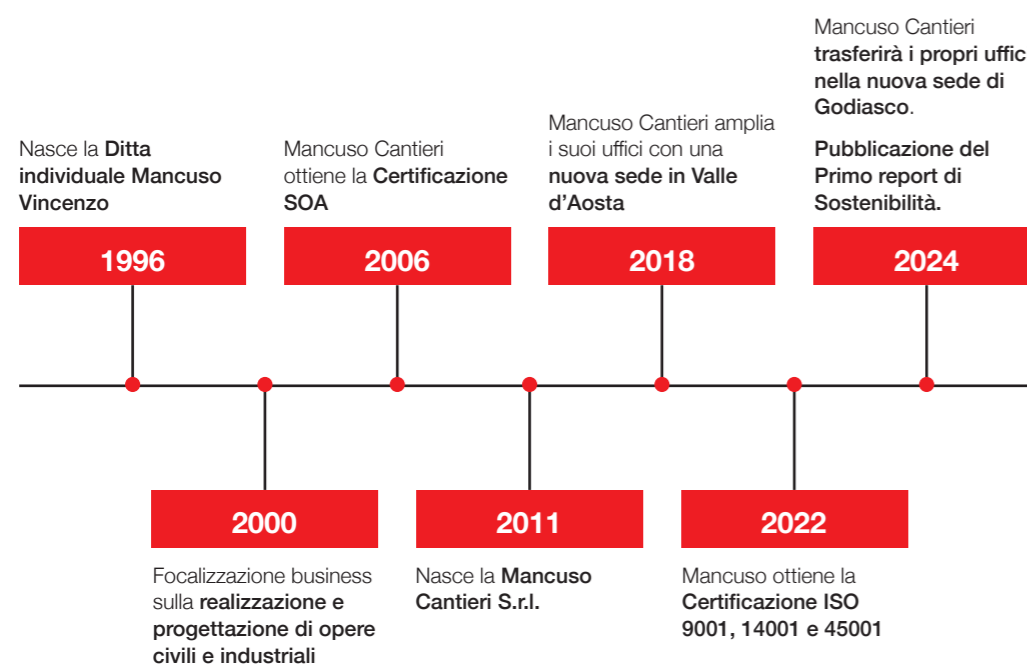 Nasce la Ditta
individuale Mancuso
Vincenzo
1996
Focalizzazione business
sulla realizzazione e
progettazione di opere
civili e industriali
2000
Mancuso Cantieri
ottiene la Certificazione
SOA
2006
Nasce la Mancuso
Cantieri S.r.l.
2011
Mancuso Cantieri amplia
i suoi uffici con una
nuova sede in Valle
d’Aosta
2018
Mancuso ottiene la
Certificazione ISO
9001, 14001 e 45001
2022
Mancuso Cantieri
trasferirà i propri uffic
nella nuova sede di
Godiasco.
Pubblicazione del
Primo report di
Sostenibilità.
2024